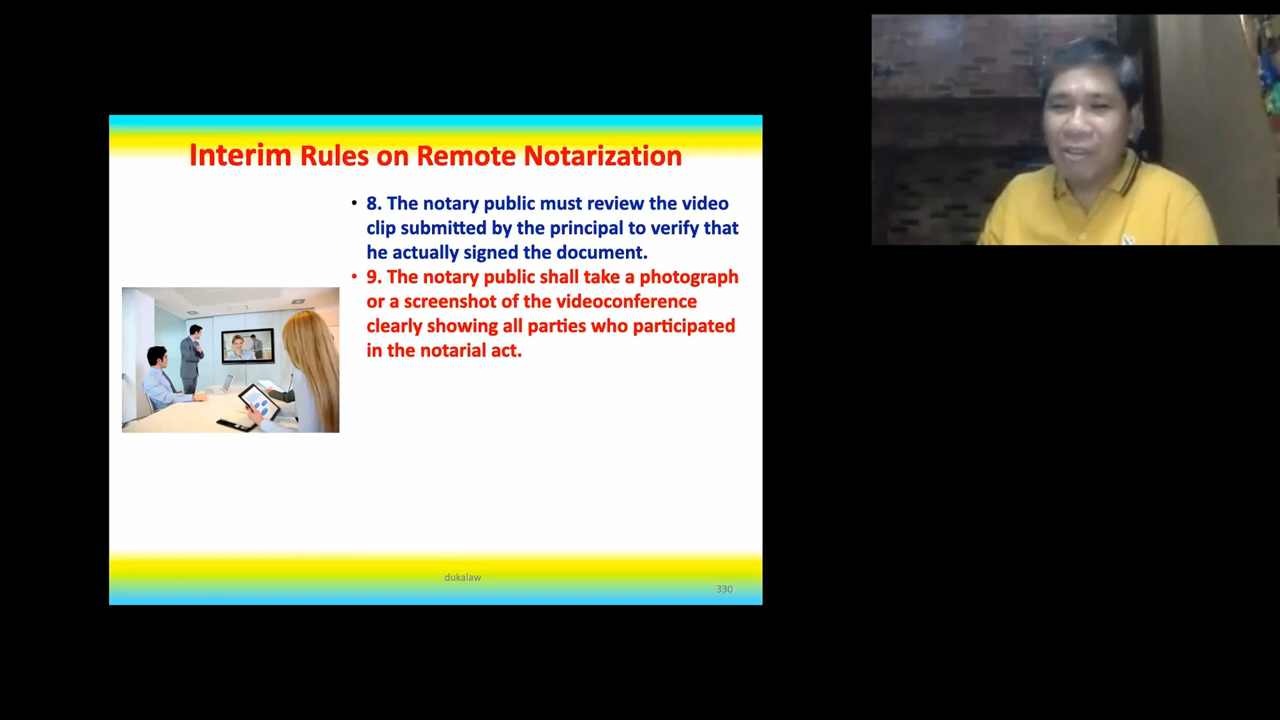 Interim Rules on Remote Notarization
• 8. The notary public must review the video
clip submitted by the principal to verify that
he actually signed the document.
• 9. The notary public shall take a photograph
or a screenshot of the videoconference
clearly showing all parties who participated
in the notarial act.
dukalaw
330